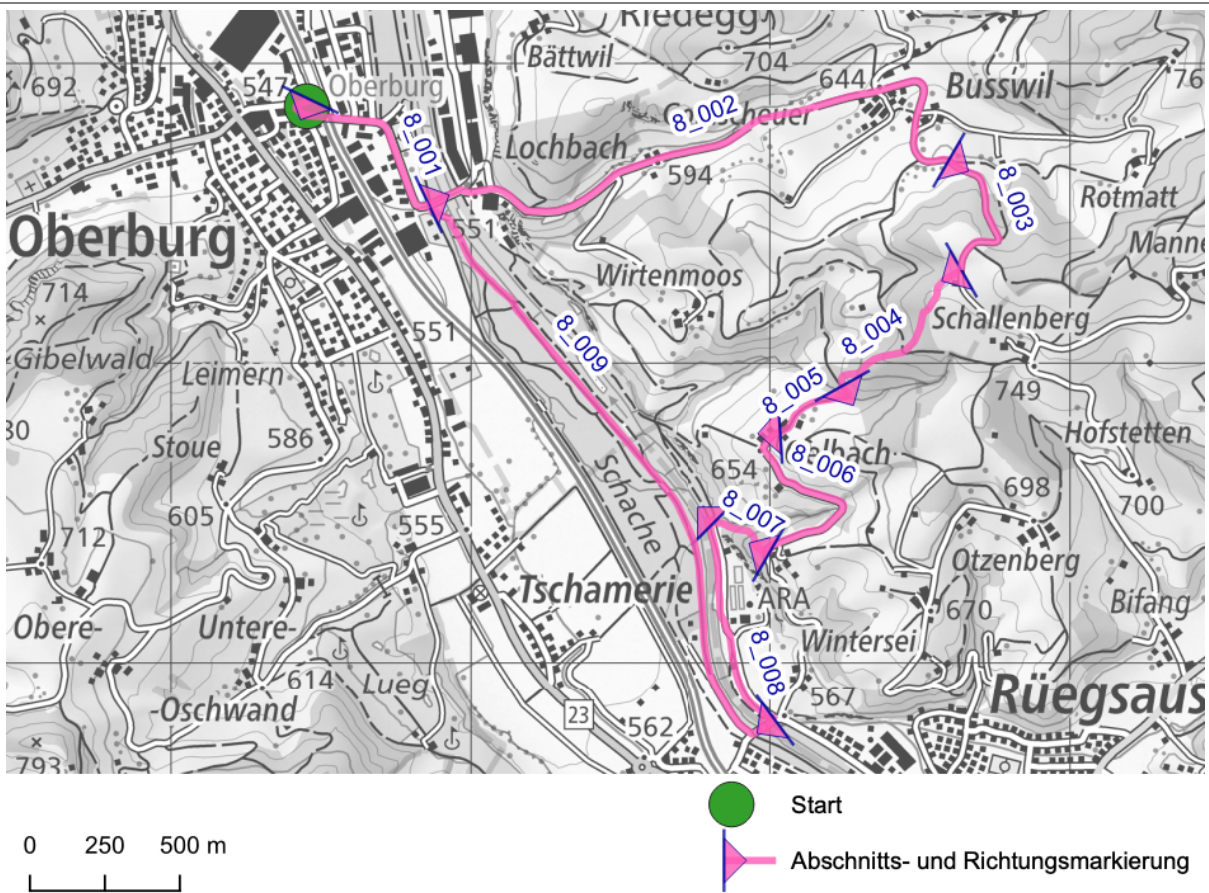 Riedegg
Bättwil
704
692
547
Oberburg
644
Busswil
76
8_002
8_001
Lochbach
594
8_003
Rotmatt
Oberburg
551
Wirtenmoos
Manne
714
Gibelwald
551
8_009
8_004
Schallenberg
Leimern
749
8_005
80
Stoue
586
Schache
654
8_006
Hofstetten
698
700
712
605
555
8_007
Otzenberg
Tschamerie
ARA
670
Bifang
Obere-
Untere-
Wintersei
8_008
614
Lueg
567
Rüegsaus
-Oschwand
23
562
793
Start
0 250 500 m
Abschnitts- und Richtungsmarkierung